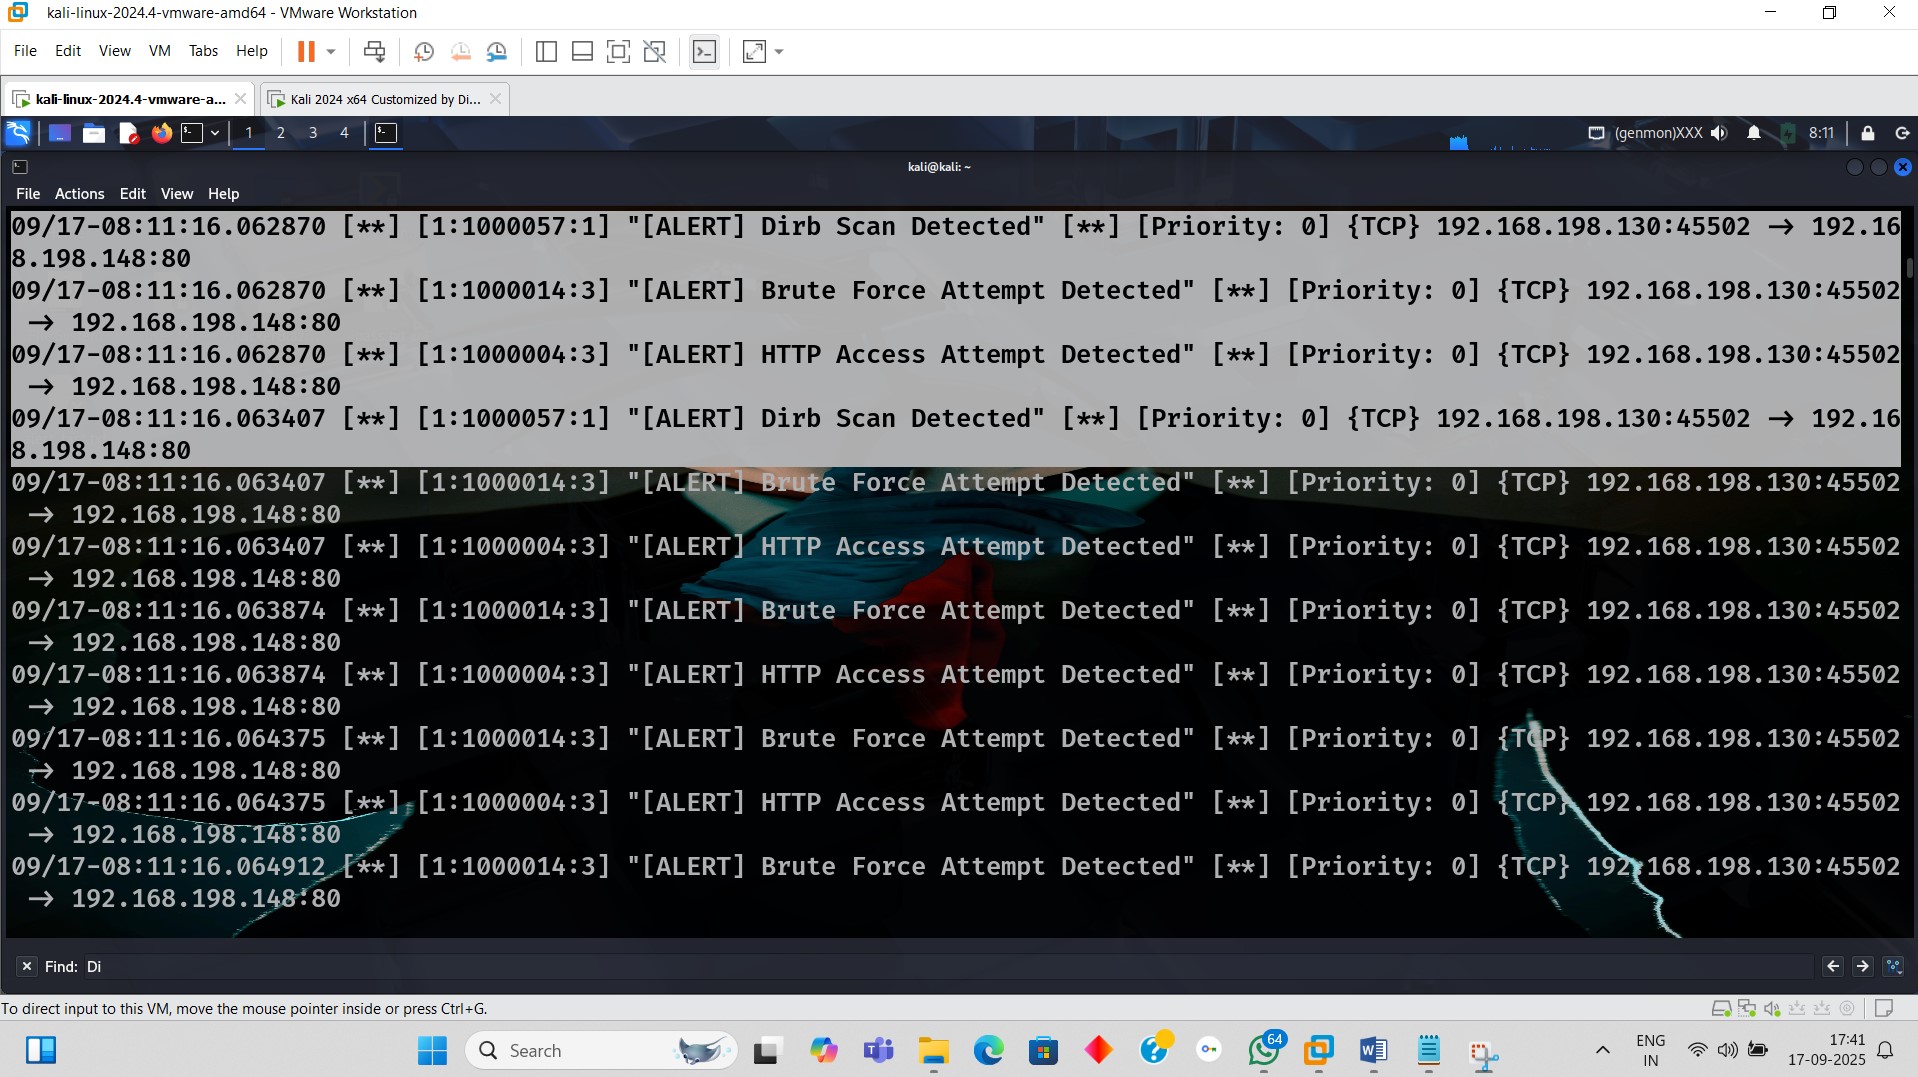 kali-linux-2024.4-vmware-amd64 - VMware Workstation
File Edit View VM Tabs Help
kali-linux-2024.4-vmware-a... Kali 2024 x64 Customized by Di...
1 2 3 4 (genmon)XXX 8:11
kali@kali: ~
File Actions Edit View Help
09/17-08:11:16.062870 [**] [1:1000057:1] "[ALERT] Dirb Scan Detected" [**] [Priority: 0] {TCP} 192.168.198.130:45502 → 192.16
8.198.148:80
09/17-08:11:16.062870 [**] [1:1000014:3] "[ALERT] Brute Force Attempt Detected" [**] [Priority: 0] {TCP} 192.168.198.130:45502
→ 192.168.198.148:80
09/17-08:11:16.062870 [**] [1:1000004:3] "[ALERT] HTTP Access Attempt Detected" [**] [Priority: 0] {TCP} 192.168.198.130:45502
→ 192.168.198.148:80
09/17-08:11:16.063407 [**] [1:1000057:1] "[ALERT] Dirb Scan Detected" [**] [Priority: 0] {TCP} 192.168.198.130:45502 → 192.16
8.198.148:80
09/17-08:11:16.063407 [**] [1:1000014:3] "[ALERT] Brute Force Attempt Detected" [**] [Priority: 0] {TCP} 192.168.198.130:45502
→ 192.168.198.148:80
09/17-08:11:16.063407 [**] [1:1000004:3] "[ALERT] HTTP Access Attempt Detected" [**] [Priority: 0] {TCP} 192.168.198.130:45502
→ 192.168.198.148:80
09/17-08:11:16.063874 [**] [1:1000014:3] "[ALERT] Brute Force Attempt Detected" [**] [Priority: 0] {TCP} 192.168.198.130:45502
→ 192.168.198.148:80
09/17-08:11:16.063874 [**] [1:1000004:3] "[ALERT] HTTP Access Attempt Detected" [**] [Priority: 0] {TCP} 192.168.198.130:45502
→ 192.168.198.148:80
09/17-08:11:16.064375 [**] [1:1000014:3] "[ALERT] Brute Force Attempt Detected" [**] [Priority: 0] {TCP} 192.168.198.130:45502
→ 192.168.198.148:80
09/17-08:11:16.064375 [**] [1:1000004:3] "[ALERT] HTTP Access Attempt Detected" [**] [Priority: 0] {TCP} 192.168.198.130:45502
→ 192.168.198.148:80
09/17-08:11:16.064912 [**] [1:1000014:3] "[ALERT] Brute Force Attempt Detected" [**] [Priority: 0] {TCP} 192.168.198.130:45502
→ 192.168.198.148:80
Find: Di
To direct input to this VM, move the mouse pointer inside or press Ctrl+G.
Search 64 ENG 17:41
IN 17-09-2025